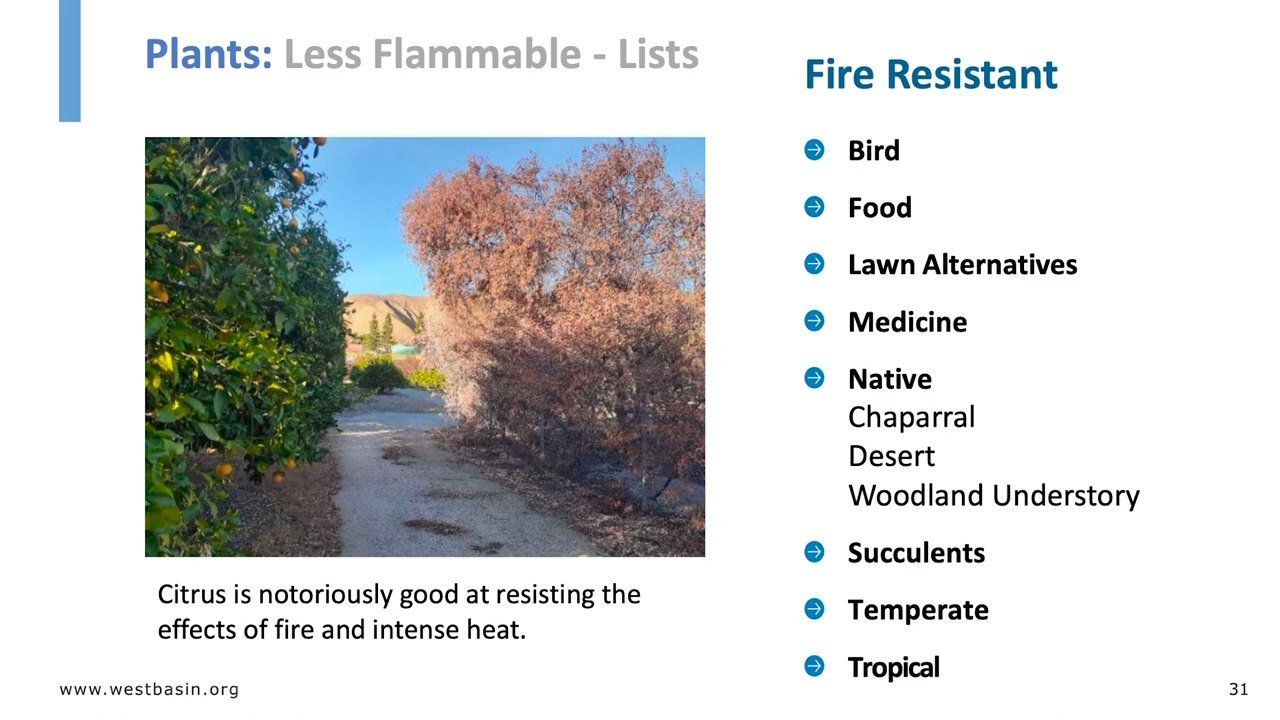 Plants: Less Flammable - Lists
Fire Resistant
Bird
Food
Lawn Alternatives
Medicine
Native
Chaparral
Desert
Woodland Understory
Succulents
Temperate
Tropical
Citrus is notoriously good at resisting the
effects of fire and intense heat.
www.westbasin.org
31